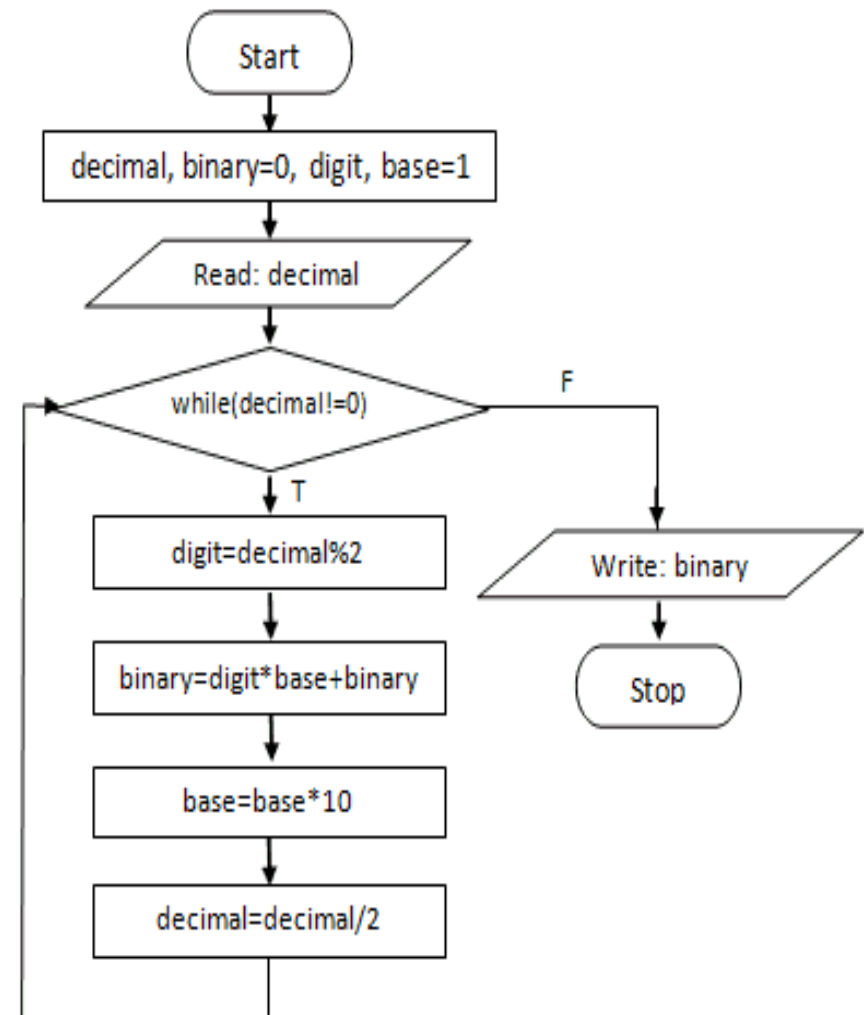 Start
decimal, binary=0, digit, base=1
Read: decimal
while(decimal!=0)
F
T
digit=decimal%2
Write: binary
binary=digit*base+binary
Stop
base=base*10
decimal=decimal/2